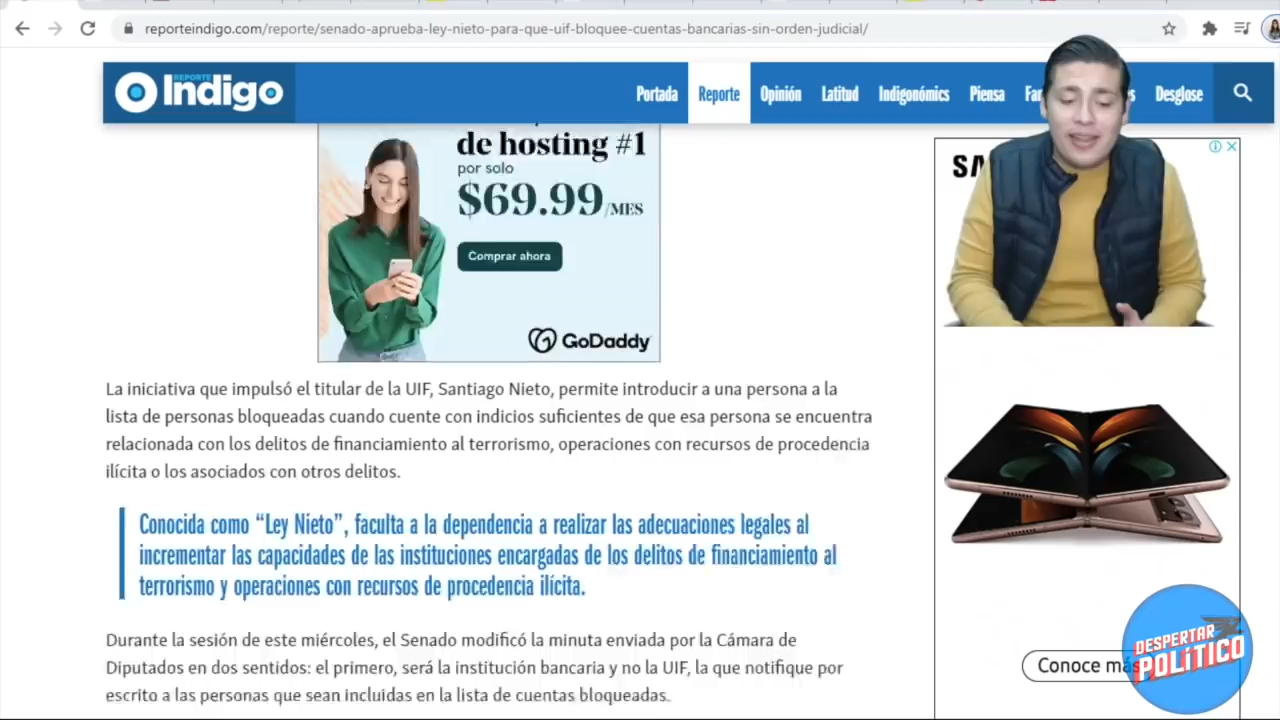 reporteindigo.com/reporte/senado-aprueba-ley-nieto-para-que-uif-bloquee-cuentas-bancarias-sin-orden-judicial/
REPORTE
Indigo
Portada Reporte Opinión Latitud Indigonómics Piensa Desglose
de hosting #1
por solo
$69.99/MES
Comprar ahora
GoDaddy
La iniciativa que impulsó el titular de la UIF, Santiago Nieto, permite introducir a una persona a la
lista de personas bloqueadas cuando cuente con indicios suficientes de que esa persona se encuentra
relacionada con los delitos de financiamiento al terrorismo, operaciones con recursos de procedencia
ilícita o los asociados con otros delitos.
Conocida como “Ley Nieto”, faculta a la dependencia a realizar las adecuaciones legales al
incrementar las capacidades de las instituciones encargadas de los delitos de financiamiento al
terrorismo y operaciones con recursos de procedencia ilícita.
Durante la sesión de este miércoles, el Senado modificó la minuta enviada por la Cámara de
Diputados en dos sentidos: el primero, será la institución bancaria y no la UIF, la que notifique por
escrito a las personas que sean incluidas en la lista de cuentas bloqueadas.
Conoce más
DESPERTAR
POLÍTICO